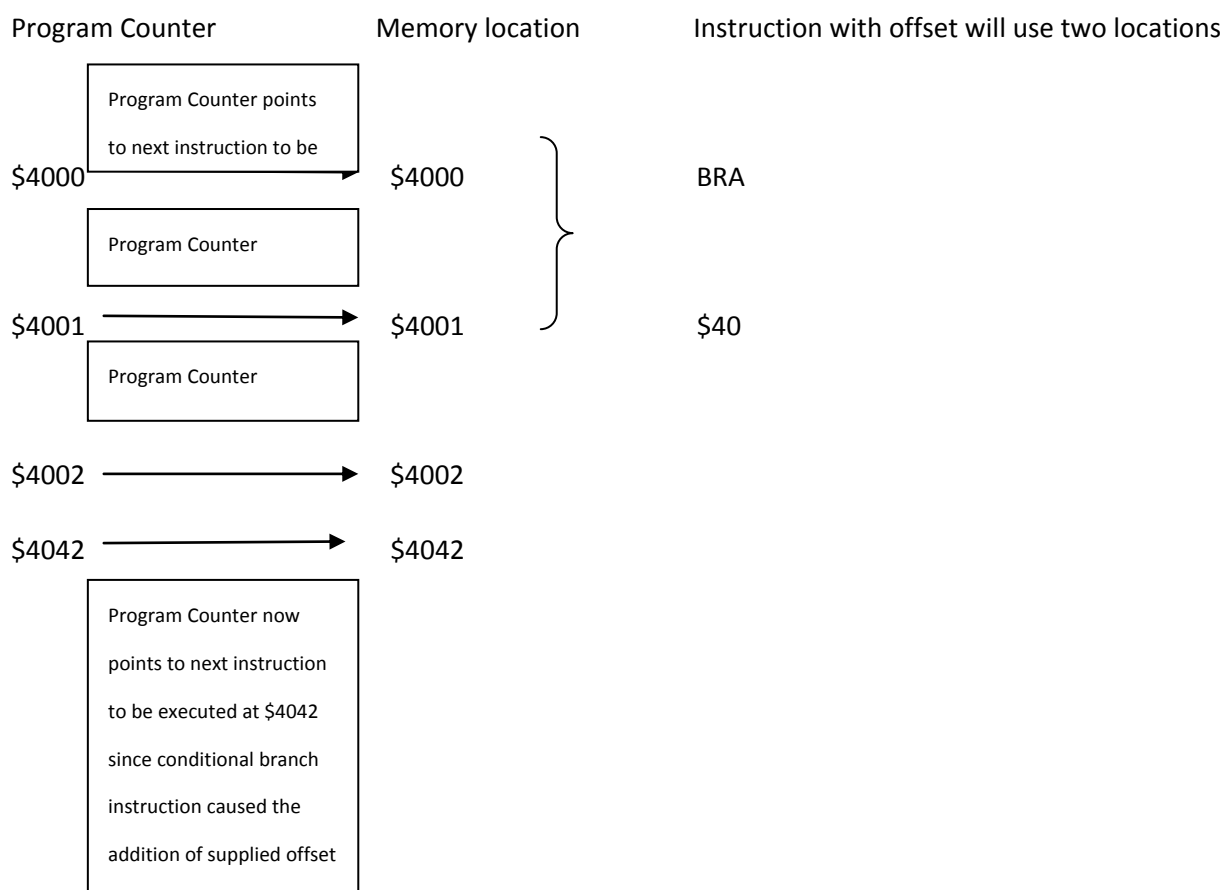 Program Counter Memory location Instruction with offset will use two locations
Program Counter points
to next instruction to be
$4000 $4000 BRA
Program Counter
$4001 $4001 $40
Program Counter
$4002 $4002
$4042 $4042
Program Counter now
points to next instruction
to be executed at $4042
since conditional branch
instruction caused the
addition of supplied offset